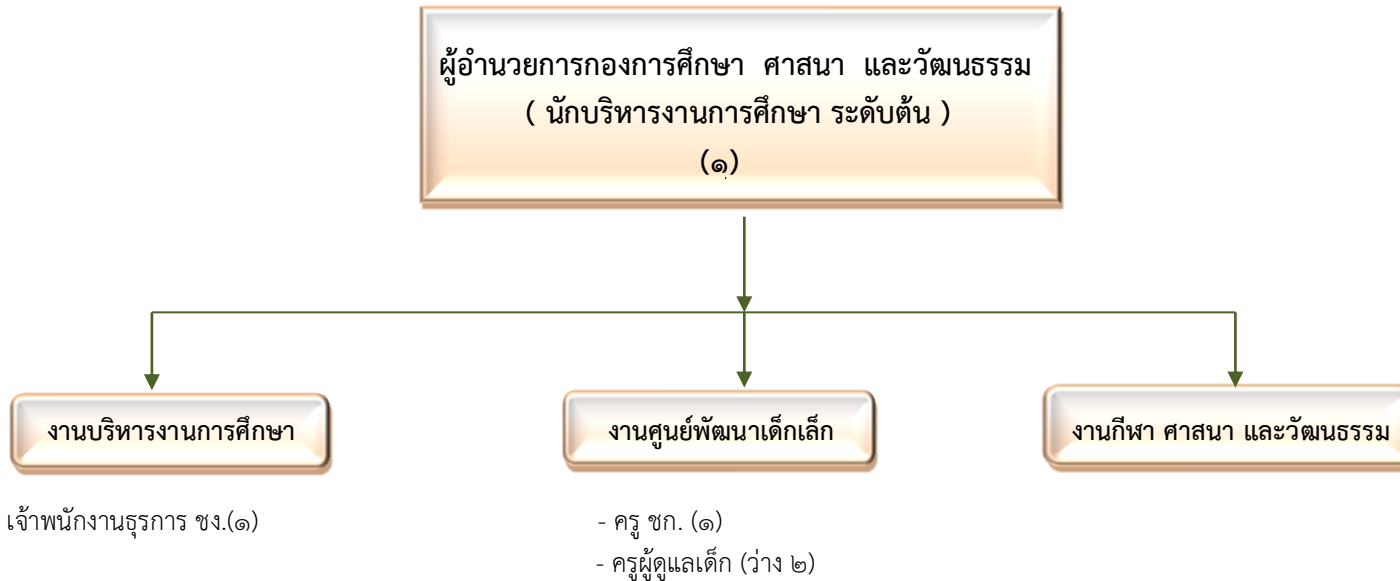 ผู้อำนวยการกองการศึกษา ศาสนา และวัฒนธรรม
( นักบริหารงานการศึกษา ระดับต้น )
(๑)
งานบริหารงานการศึกษา
งานศูนย์พัฒนาเด็กเล็ก
งานกีฬา ศาสนา และวัฒนธรรม
เจ้าพนักงานธุรการ ชง.(๑)
- ครู ชก. (๑)
- ครูผู้ดูแลเด็ก (ว่าง ๒)